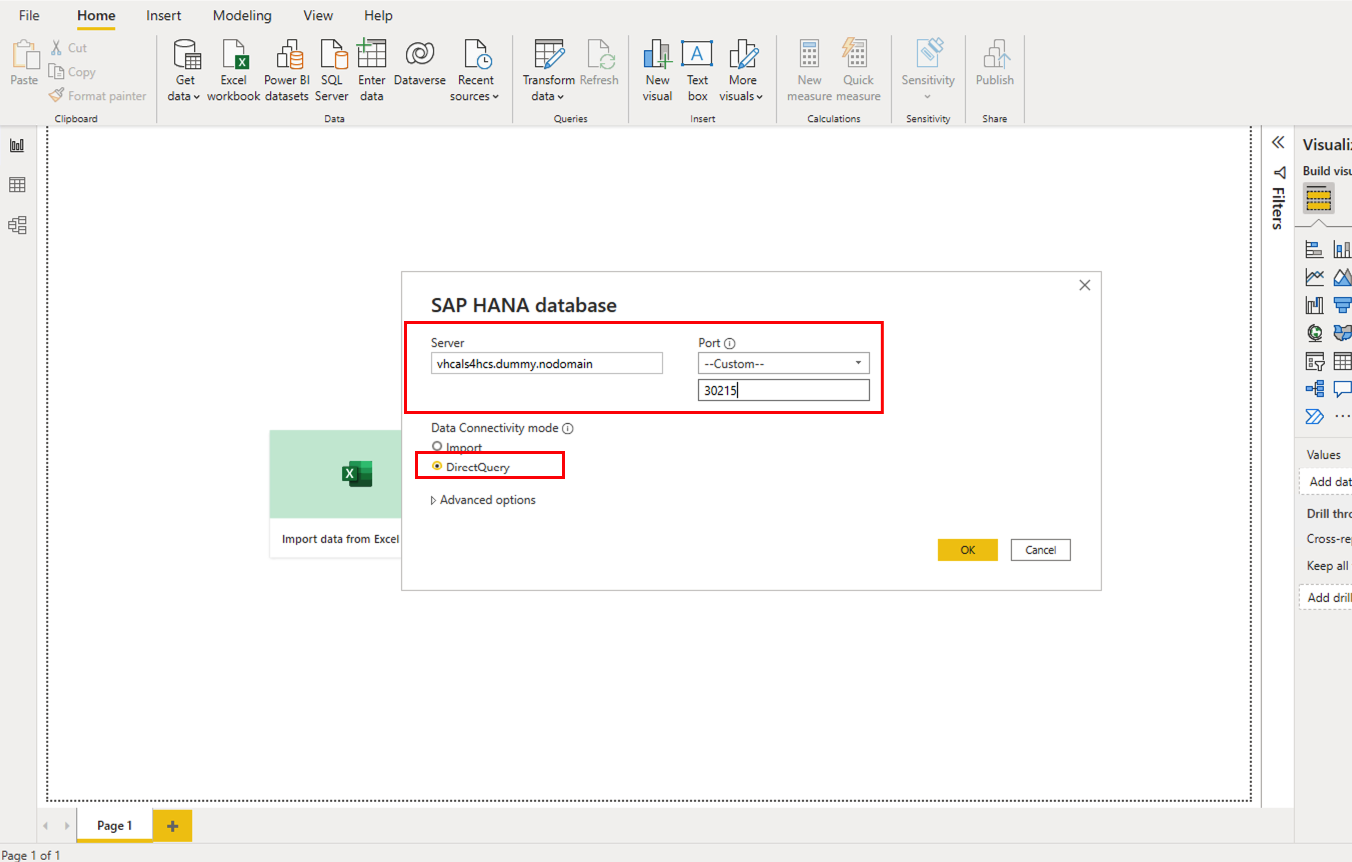 File Home Insert Modeling View Help
Paste
Cut
Copy
Format painter
Clipboard
Get data
Excel workbook
Power BI datasets
SQL Server
Enter data
Dataverse
Recent sources
Data
Transform data
Refresh
Queries
New visual
Text box
More visuals
Insert
New measure
Quick measure
Calculations
Sensitivity
Sensitivity
Publish
Share
Filters
Visuali
Build visu
SAP HANA database
Server
vhcals4hcs.dummy.nodomain
Port
--Custom--
30215
Data Connectivity mode
Import
DirectQuery
Advanced options
OK
Cancel
Import data from Excel
Values
Add dat
Drill thro
Cross-rep
Keep all
Add drill
Page 1
Page 1 of 1